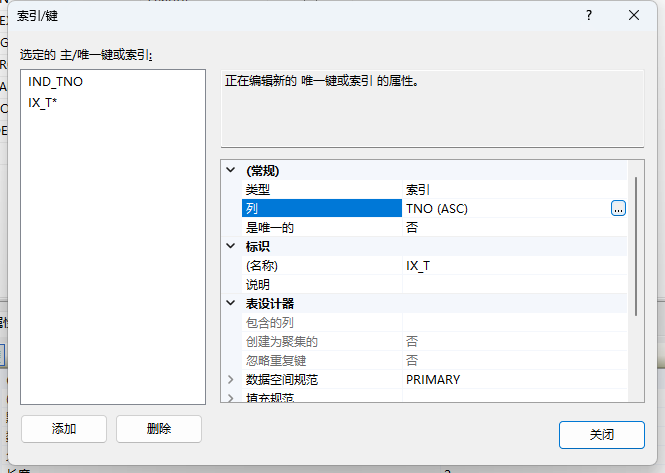 索引/键
?
选定的 主/唯一键或索引:
IND_TNO
IX_T*
正在编辑新的 唯一键或索引 的属性。
(常规)
类型 索引
列 TNO (ASC) ...
是唯一的 否
标识
(名称) IX_T
说明
表设计器
包含的列
创建为聚集的 否
忽略重复键 否
数据空间规范 PRIMARY
填充规范
添加 删除
关闭